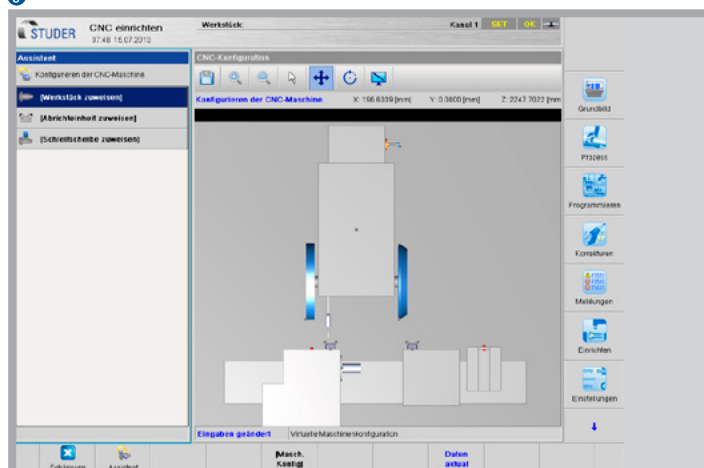 STUDER
CNC einrichten
07:48 15.07.2013
Werkstück:
Kanal 1 SET OK
Assistent
Konfigurieren der CNC-Maschine
[Werkstück zuweisen]
[Abrichteinheit zuweisen]
[Schleifscheibe zuweisen]
CNC-Konfiguration
Konfigurieren der CNC-Maschine X: 196.6339 [mm] Y: 0.0000 [mm] Z: 2247.7022 [mm
Eingaben geändert Virtuelle Maschinenkonfiguration
Grundbild
Prozess
Programmieren
Korrekturen
Meldungen
Einrichten
Einstellungen
Assistent
[Masch.
Konfig]
Daten
aktual